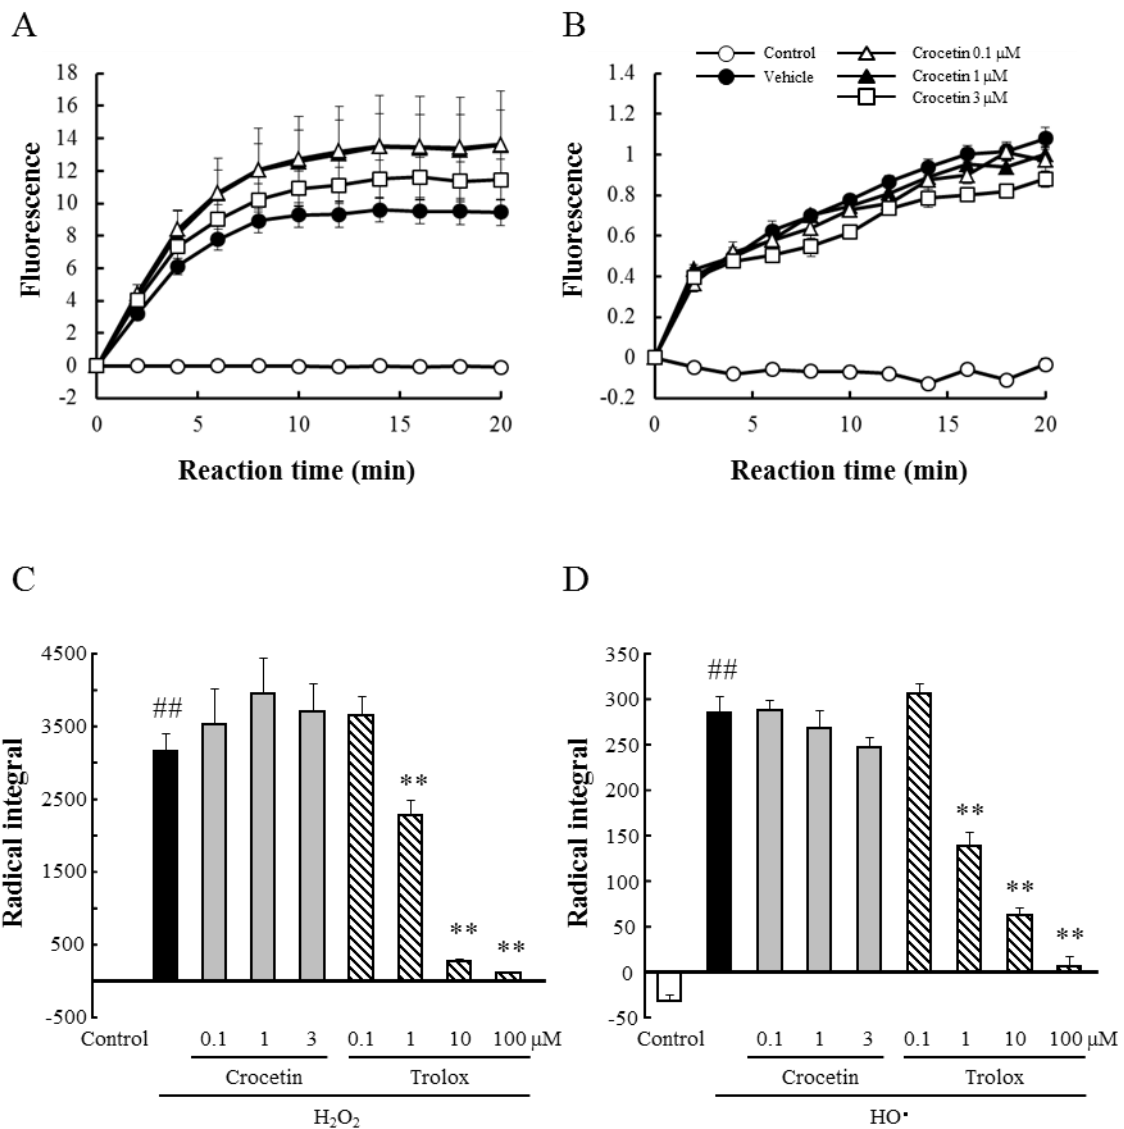 A
B
Control
Vehicle
Crocetin 0.1 μM
Crocetin 1 μM
Crocetin 3 μM
18
16
14
12
10
8
6
4
2
0
-2
Fluorescence
0 5 10 15 20
Reaction time (min)
1.4
1.2
1
0.8
0.6
0.4
0.2
0
-0.2
Fluorescence
0 5 10 15 20
Reaction time (min)
C
4500
3500
2500
1500
500
-500
Radical integral
##
**
**
**
Control 0.1 1 3 0.1 1 10 100 μM
Crocetin Trolox
H₂O₂
D
350
300
250
200
150
100
50
0
-50
Radical integral
##
**
**
**
Control 0.1 1 3 0.1 1 10 100 μM
Crocetin Trolox
HO·